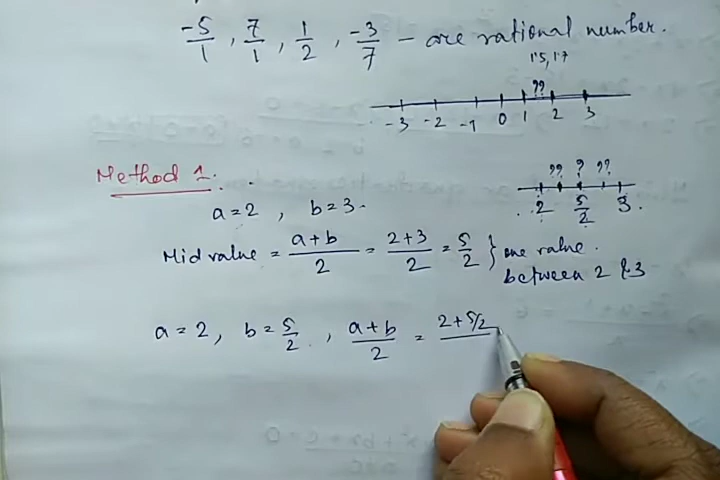 -5/1 , 7/1 , 1/2 , -3/7 – are rational number.
1.5, 1.7
??
-3 -2 -1 0 1 2 3
Method 1:
?? ? ??
2 5/2 3
a = 2 , b = 3
Mid value = a+b/2 = 2+3/2 = 5/2 } one value
between 2 & 3
a = 2, b = 5/2 , a+b/2 = 2+5/2